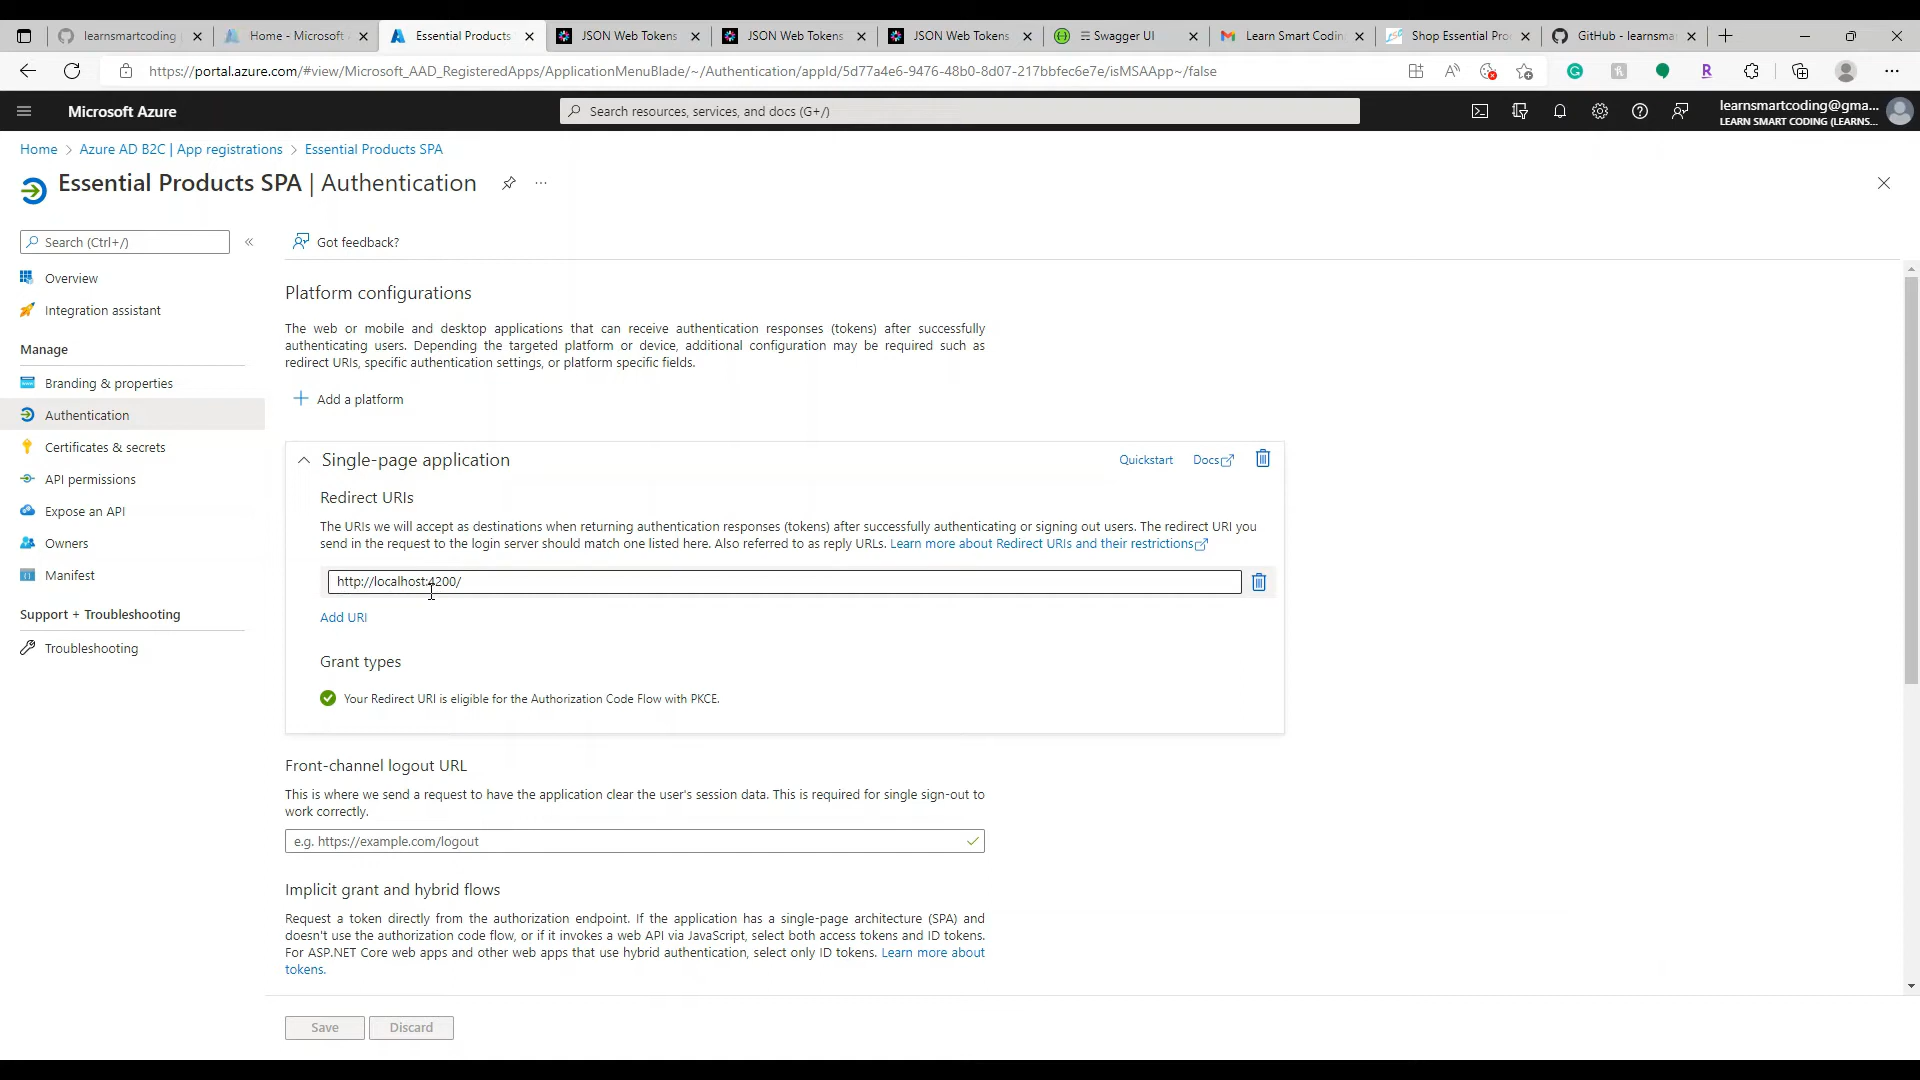 learnsmartcoding
Home - Microsoft
Essential Products
JSON Web Tokens
JSON Web Tokens
JSON Web Tokens
Swagger UI
Learn Smart Codin
Shop Essential Pro
GitHub - learnsma
https://portal.azure.com/#view/Microsoft_AAD_RegisteredApps/ApplicationMenuBlade/~/Authentication/appId/5d77a4e6-9476-48b0-8d07-217bbfec6e7e/isMSAApp~/false
Microsoft Azure
Search resources, services, and docs (G+/)
learnsmartcoding@gma...
LEARN SMART CODING (LEARNS...
Home > Azure AD B2C | App registrations > Essential Products SPA
Essential Products SPA | Authentication
Search (Ctrl+/)
Overview
Integration assistant
Manage
Branding & properties
Authentication
Certificates & secrets
API permissions
Expose an API
Owners
Manifest
Support + Troubleshooting
Troubleshooting
Got feedback?
Platform configurations
The web or mobile and desktop applications that can receive authentication responses (tokens) after successfully
authenticating users. Depending the targeted platform or device, additional configuration may be required such as
redirect URIs, specific authentication settings, or platform specific fields.
Add a platform
Single-page application
Quickstart
Docs
Redirect URIs
The URIs we will accept as destinations when returning authentication responses (tokens) after successfully authenticating or signing out users. The redirect URI you
send in the request to the login server should match one listed here. Also referred to as reply URLs. Learn more about Redirect URIs and their restrictions
http://localhost:4200/
Add URI
Grant types
Your Redirect URI is eligible for the Authorization Code Flow with PKCE.
Front-channel logout URL
This is where we send a request to have the application clear the user's session data. This is required for single sign-out to
work correctly.
e.g. https://example.com/logout
Implicit grant and hybrid flows
Request a token directly from the authorization endpoint. If the application has a single-page architecture (SPA) and
doesn't use the authorization code flow, or if it invokes a web API via JavaScript, select both access tokens and ID tokens.
For ASP.NET Core web apps and other web apps that use hybrid authentication, select only ID tokens. Learn more about
tokens.
Save
Discard